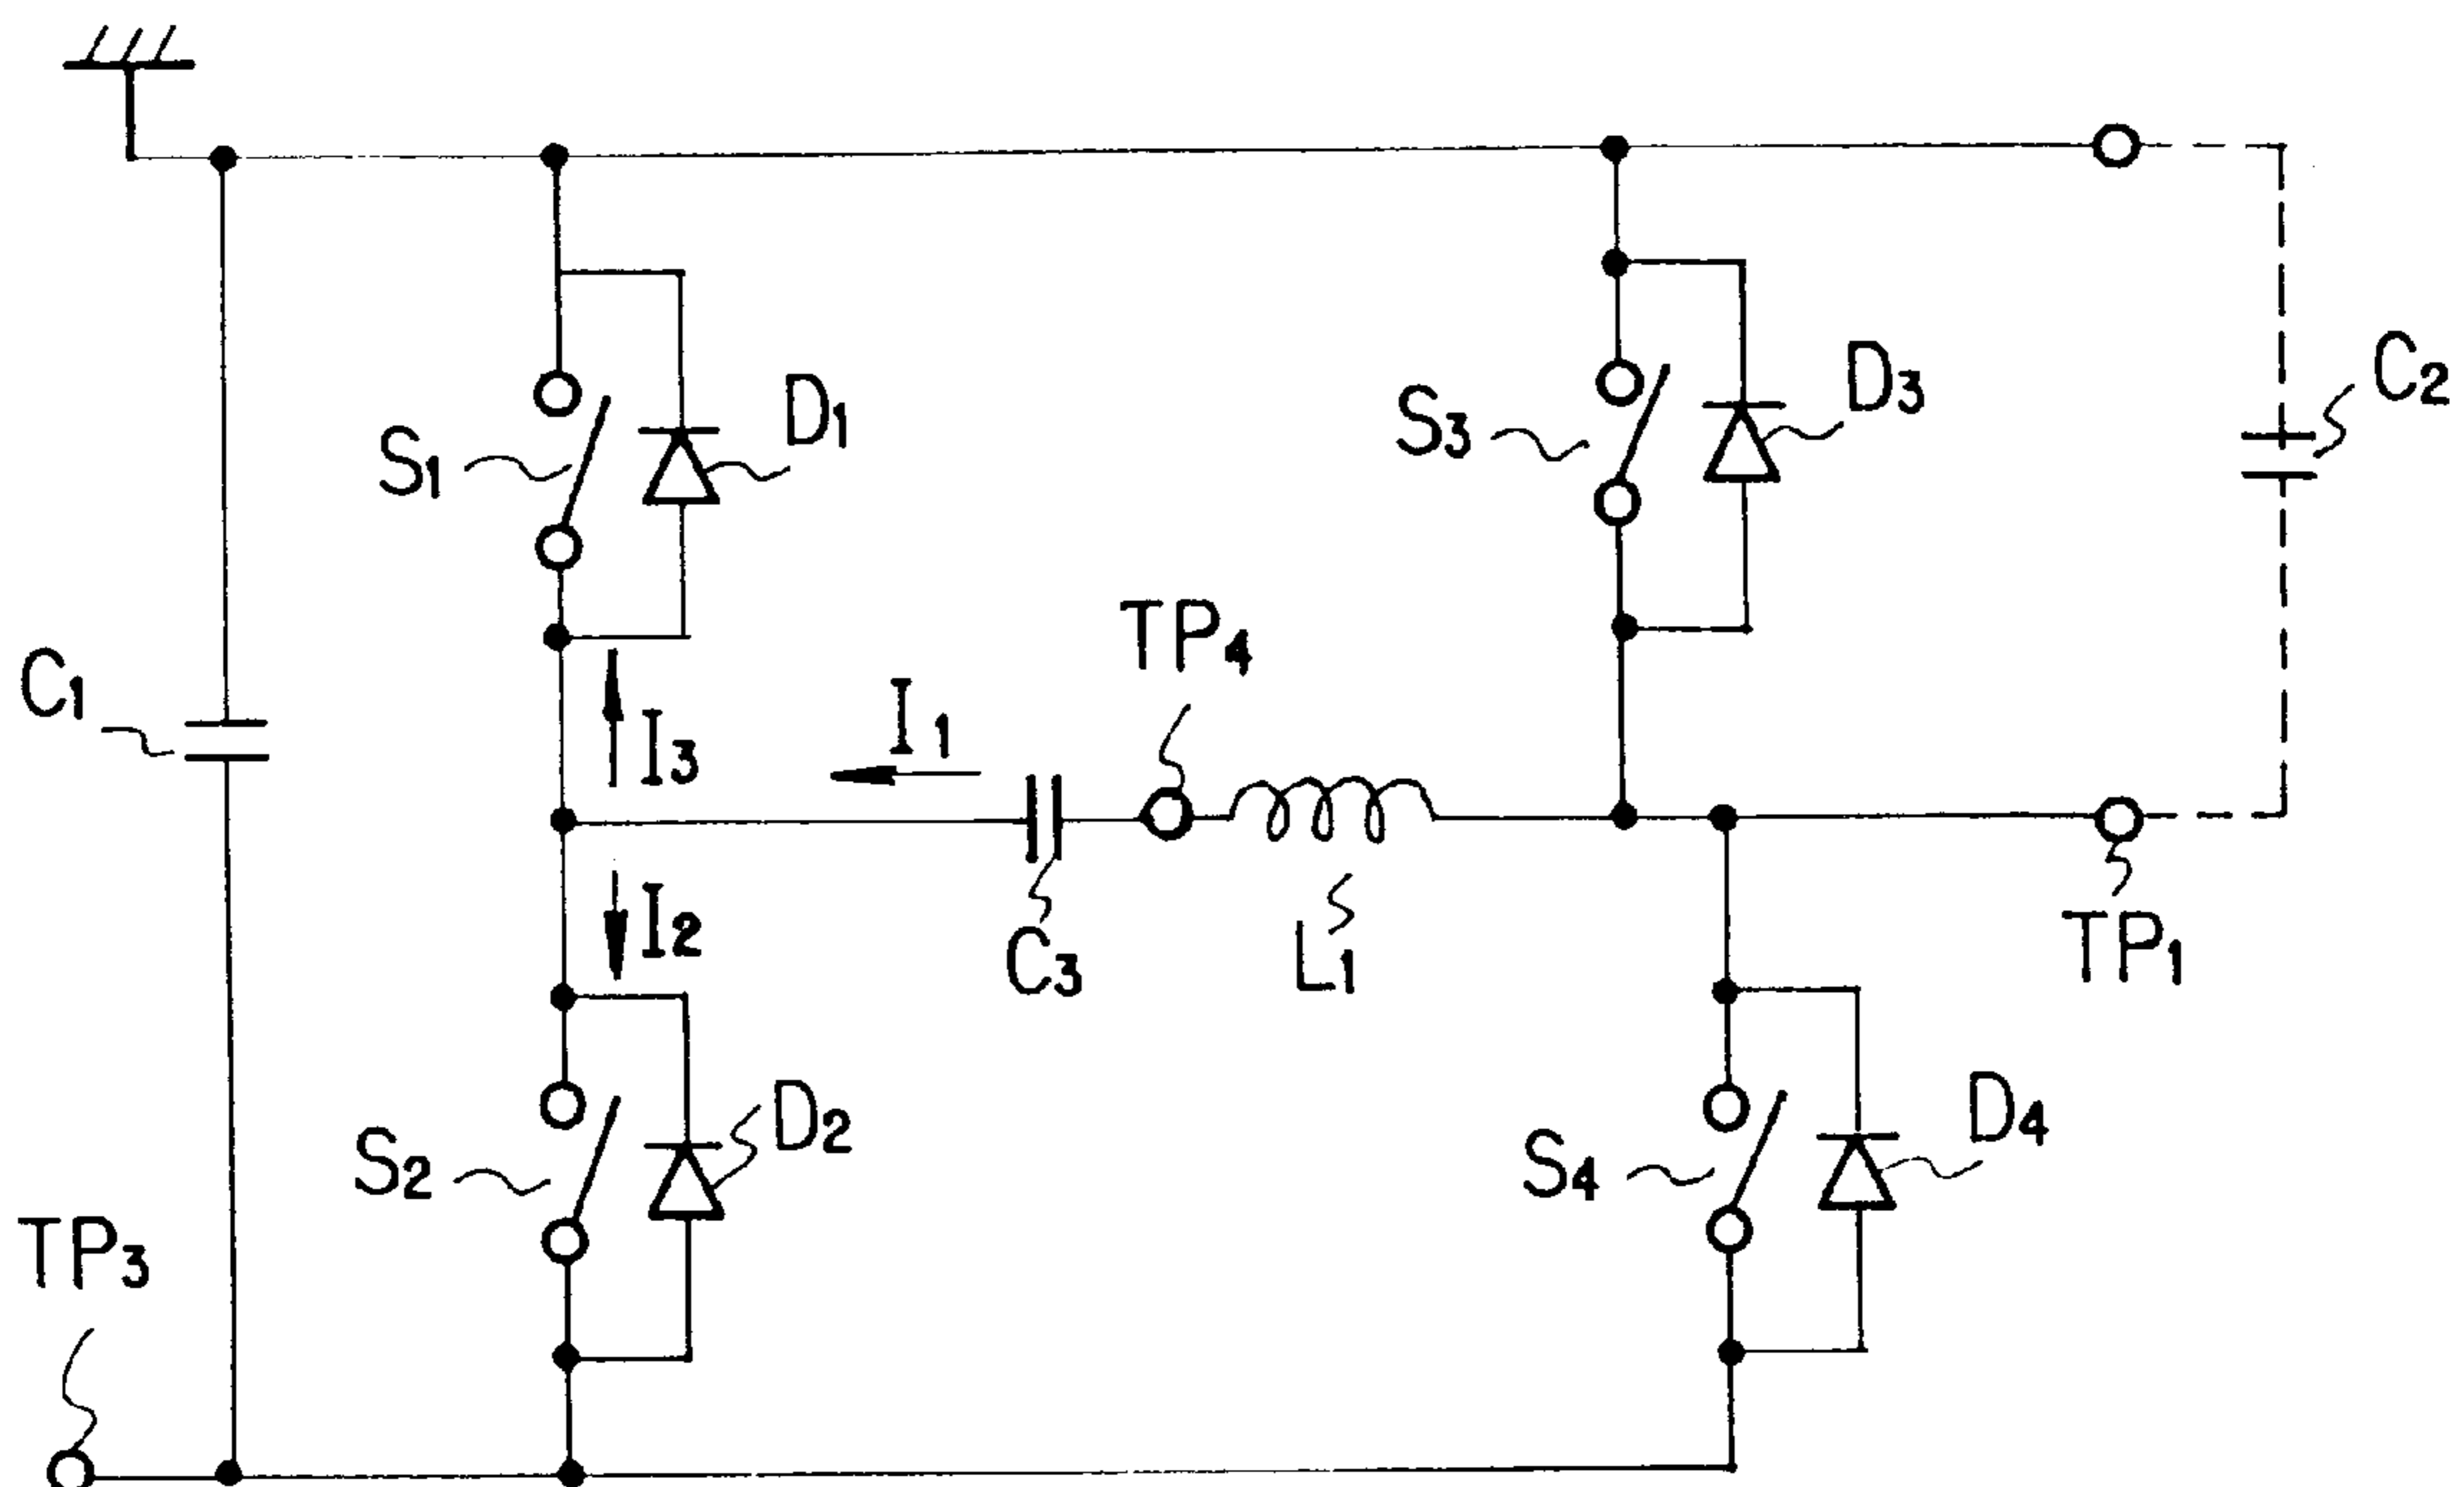 D₁
D₃
C₂
S₁
S₃
TP₄
C₁
I₃
I₁
I₂
C₃
L₁
TP₁
S₂
D₂
S₄
D₄
TP₃